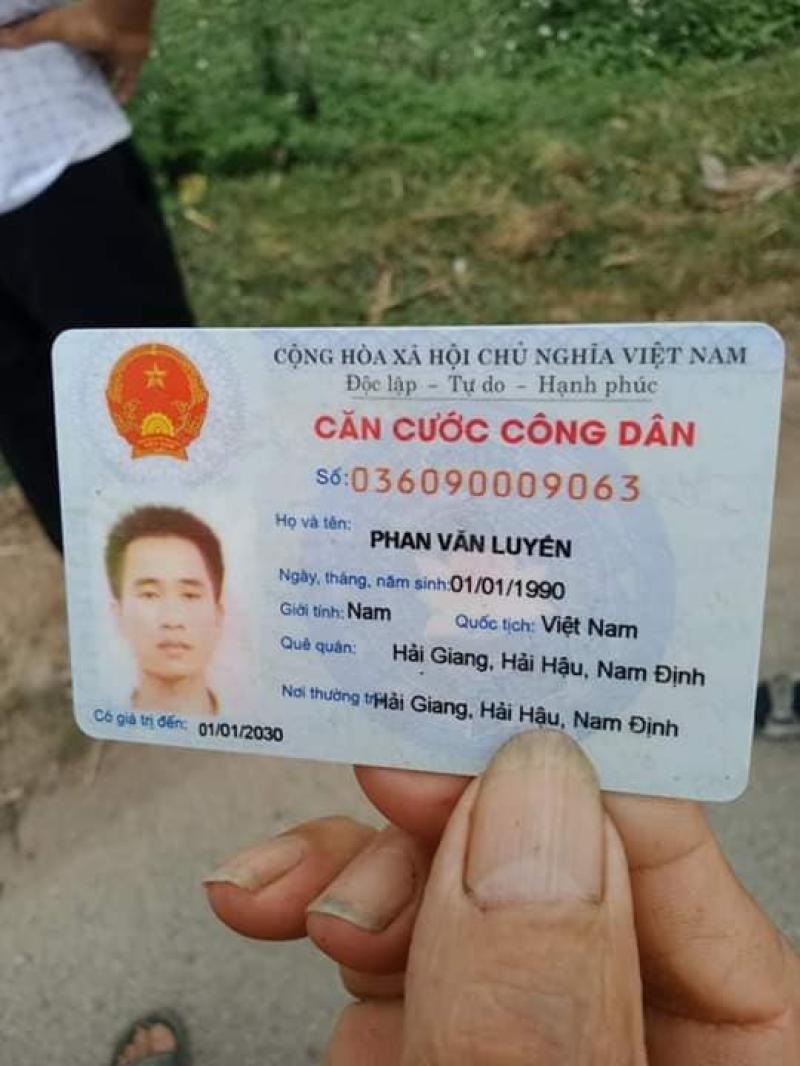 CỘNG HÒA XÃ HỘI CHỦ NGHĨA VIỆT NAM
Độc lập - Tự do - Hạnh phúc
CĂN CƯỚC CÔNG DÂN
Số: 036090009063
Họ và tên:
PHAN VĂN LUYẾN
Ngày, tháng, năm sinh: 01/01/1990
Giới tính: Nam Quốc tịch: Việt Nam
Quê quán: Hải Giang, Hải Hậu, Nam Định
Nơi thường trú: Hải Giang, Hải Hậu, Nam Định
Có giá trị đến: 01/01/2030